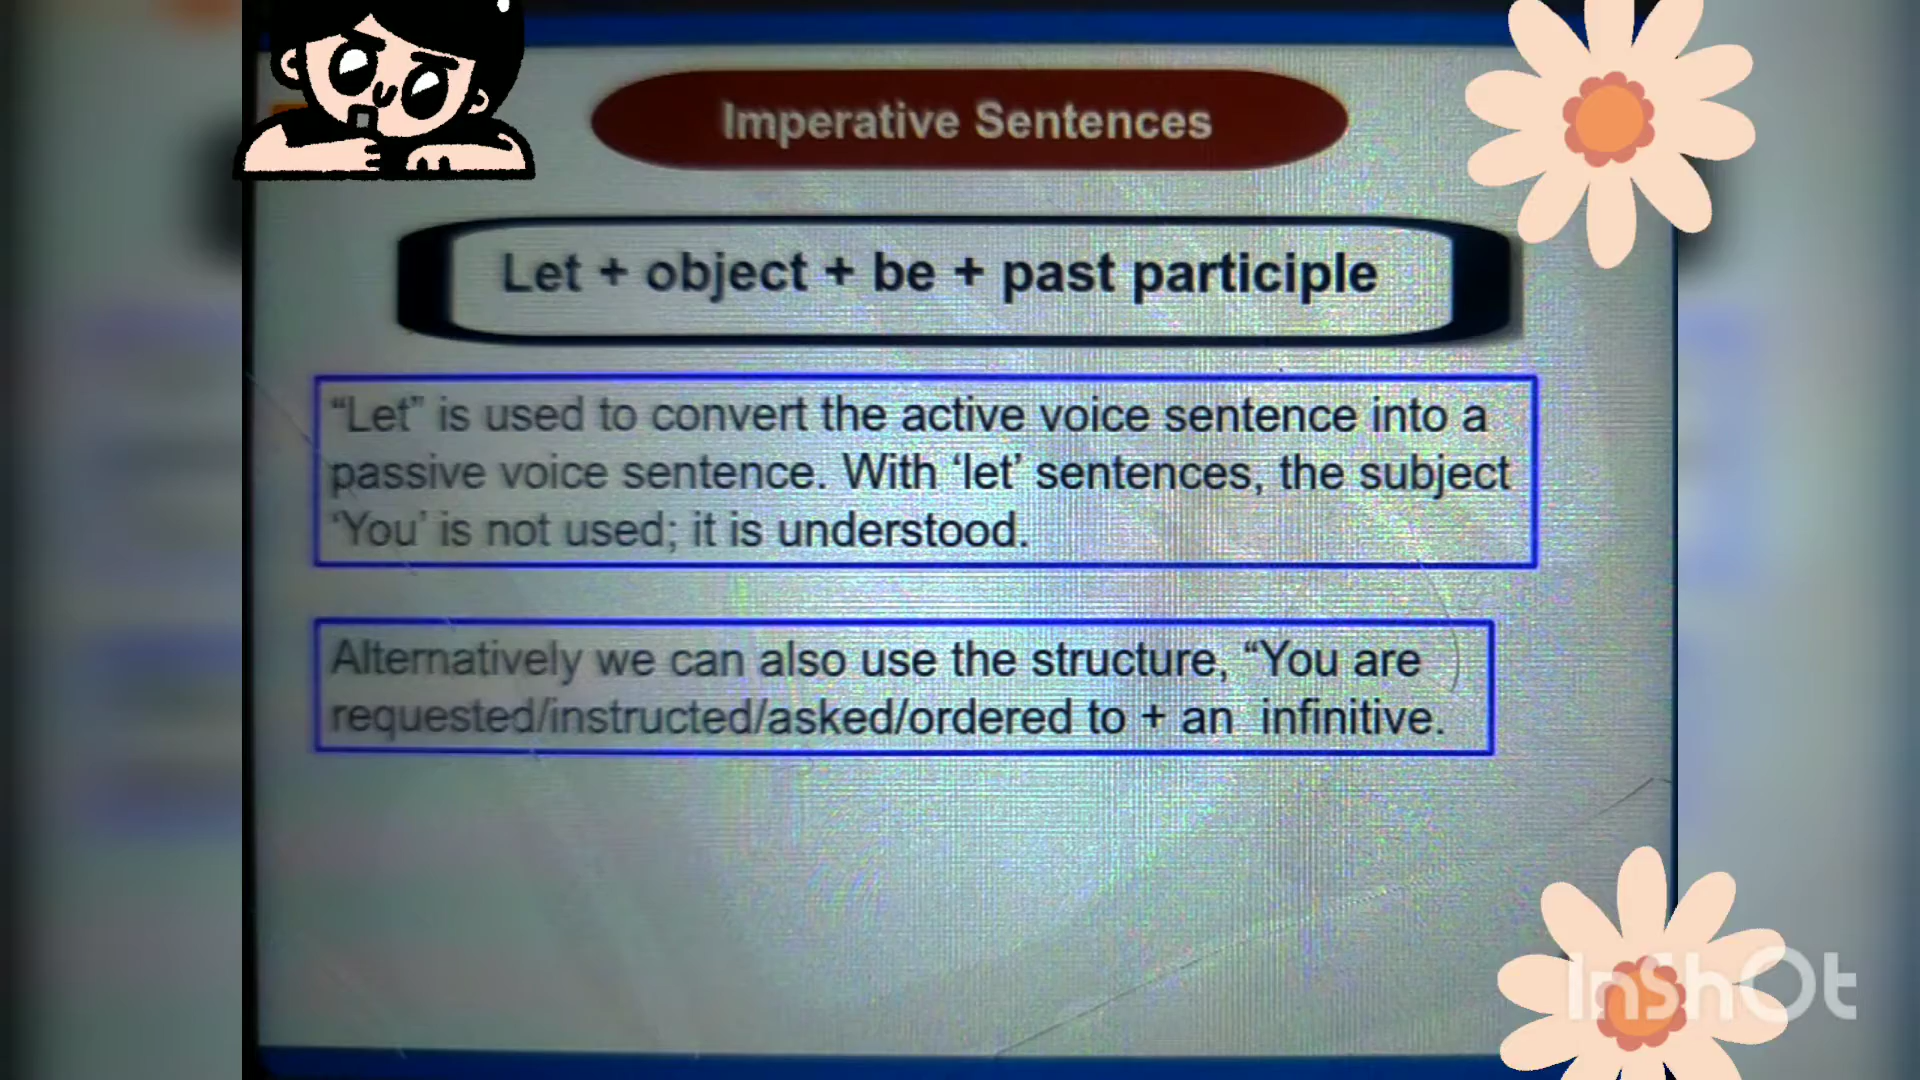 Imperative Sentences
Let + object + be + past participle
“Let” is used to convert the active voice sentence into a
passive voice sentence. With ‘let’ sentences, the subject
‘You’ is not used; it is understood.
Alternatively we can also use the structure, “You are
requested/instructed/asked/ordered to + an infinitive.
InShOt